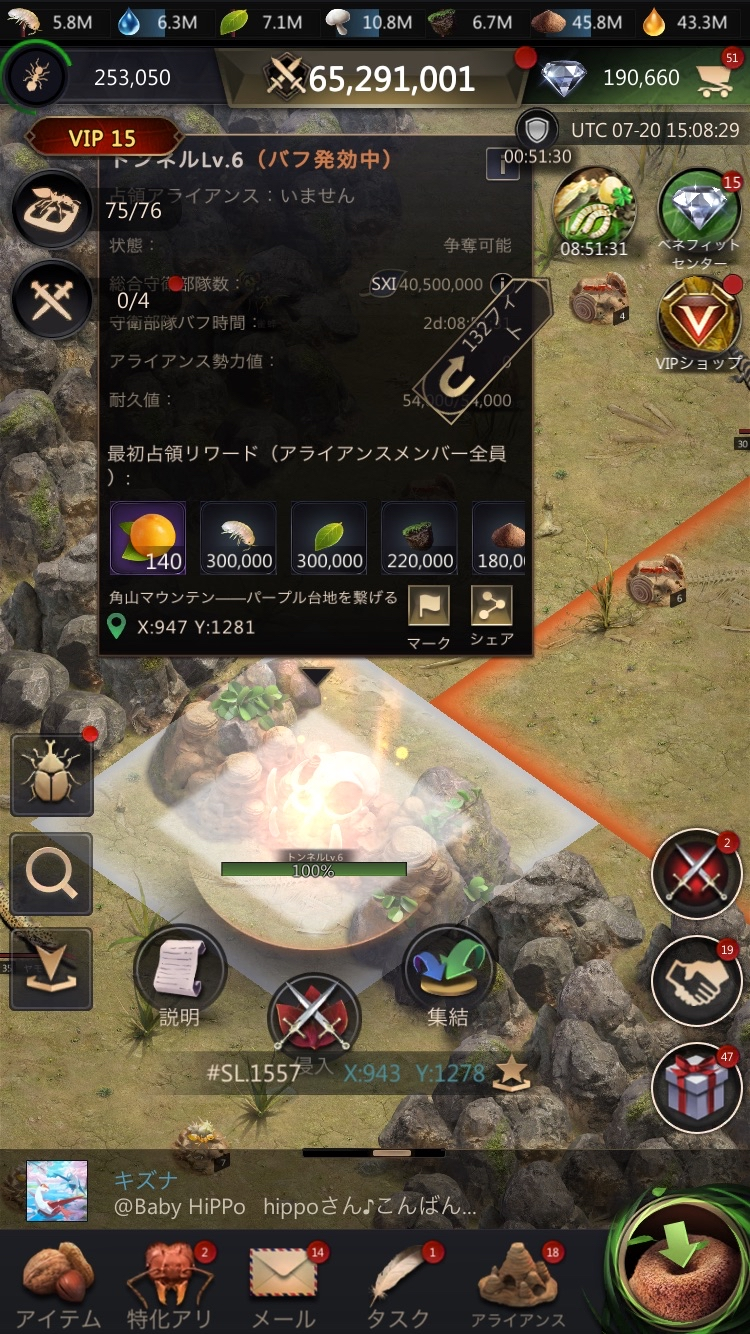 5.8M 6.3M 7.1M 10.8M 6.7M 45.8M 43.3M
253,050 65,291,001 190,660 51
VIP 15
UTC 07-20 15:08:29
トンネルLv.6（バフ発効中）
00:51:30
占領アライアンス：いません
75/76
15
08:51:31
ベネフィット
センター
状態： 争奪可能
総合守衛部隊数： SXI 40,500,000
0/4
守衛部隊バフ時間： 2d:08:
132フィート
4
アライアンス勢力値：
VIPショップ
耐久値：
30
最初占領リワード（アライアンスメンバー全員
）：
140 300,000 300,000 220,000 180,0
6
角山マウンテン——パープル台地を繋げる
X:947 Y:1281
マーク シェア
トンネルLv.6
100%
2
19
35
説明 集結
侵入
#SL.1557 X:943 Y:1278
47
7
キズナ
@Baby HiPPo hippoさん♪こんばん...
2 14 1 18
アイテム 特化アリ メール タスク アライアンス